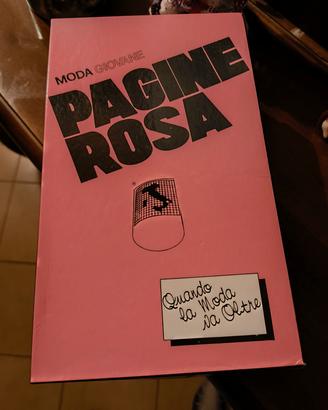 MODA GIOVANE
PAGINE
ROSA
Quando
la Moda
va Oltre